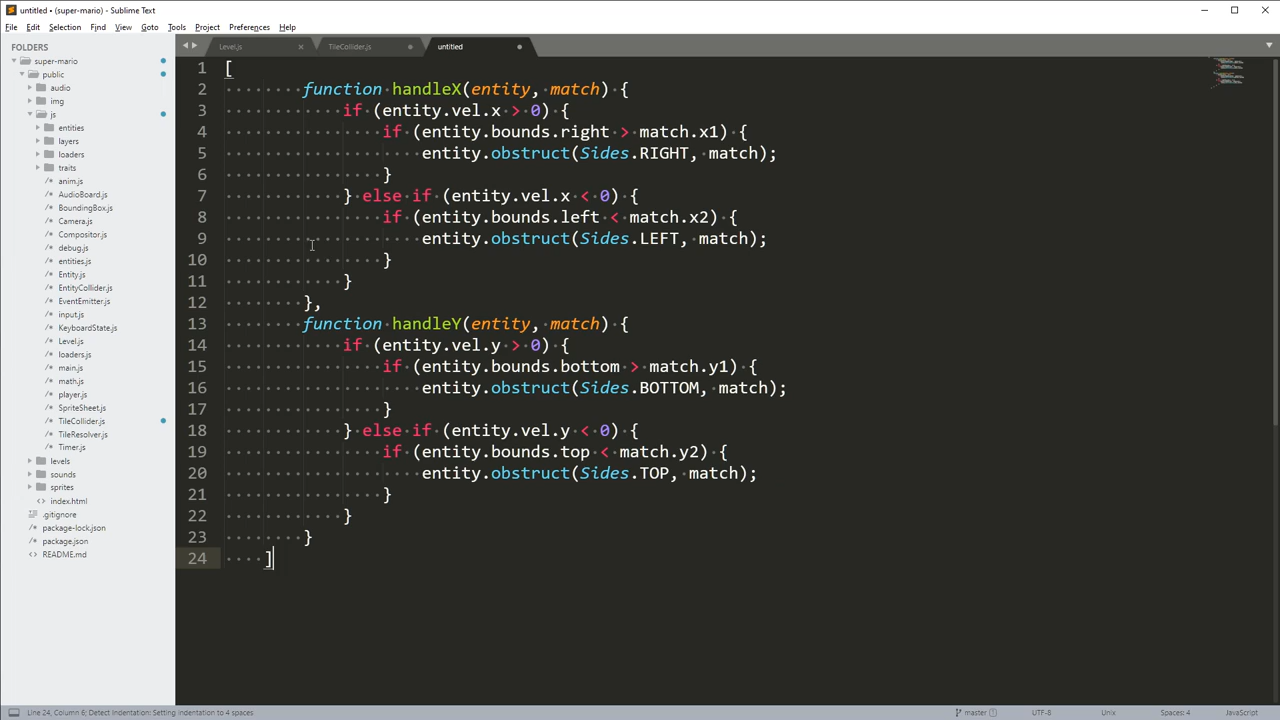 untitled • (super-mario) - Sublime Text
File Edit Selection Find View Goto Tools Project Preferences Help
FOLDERS
super-mario
public
audio
img
js
entities
layers
loaders
traits
/* anim.js
/* AudioBoard.js
/* BoundingBox.js
/* Camera.js
/* Compositor.js
/* debug.js
/* entities.js
/* Entity.js
/* EntityCollider.js
/* EventEmitter.js
/* input.js
/* KeyboardState.js
/* Level.js
/* loaders.js
/* main.js
/* math.js
/* player.js
/* SpriteSheet.js
/* TileCollider.js
/* TileResolver.js
/* Timer.js
levels
sounds
sprites
<> index.html
.gitignore
package-lock.json
package.json
<> README.md
Level.js TileCollider.js untitled
1 [
2 function handleX(entity, match) {
3 if (entity.vel.x > 0) {
4 if (entity.bounds.right > match.x1) {
5 entity.obstruct(Sides.RIGHT, match);
6 }
7 } else if (entity.vel.x < 0) {
8 if (entity.bounds.left < match.x2) {
9 entity.obstruct(Sides.LEFT, match);
10 }
11 }
12 },
13 function handleY(entity, match) {
14 if (entity.vel.y > 0) {
15 if (entity.bounds.bottom > match.y1) {
16 entity.obstruct(Sides.BOTTOM, match);
17 }
18 } else if (entity.vel.y < 0) {
19 if (entity.bounds.top < match.y2) {
20 entity.obstruct(Sides.TOP, match);
21 }
22 }
23 }
24 ]
Line 24, Column 6; Detect Indentation: Setting indentation to 4 spaces master 1 UTF-8 Unix Spaces: 4 JavaScript